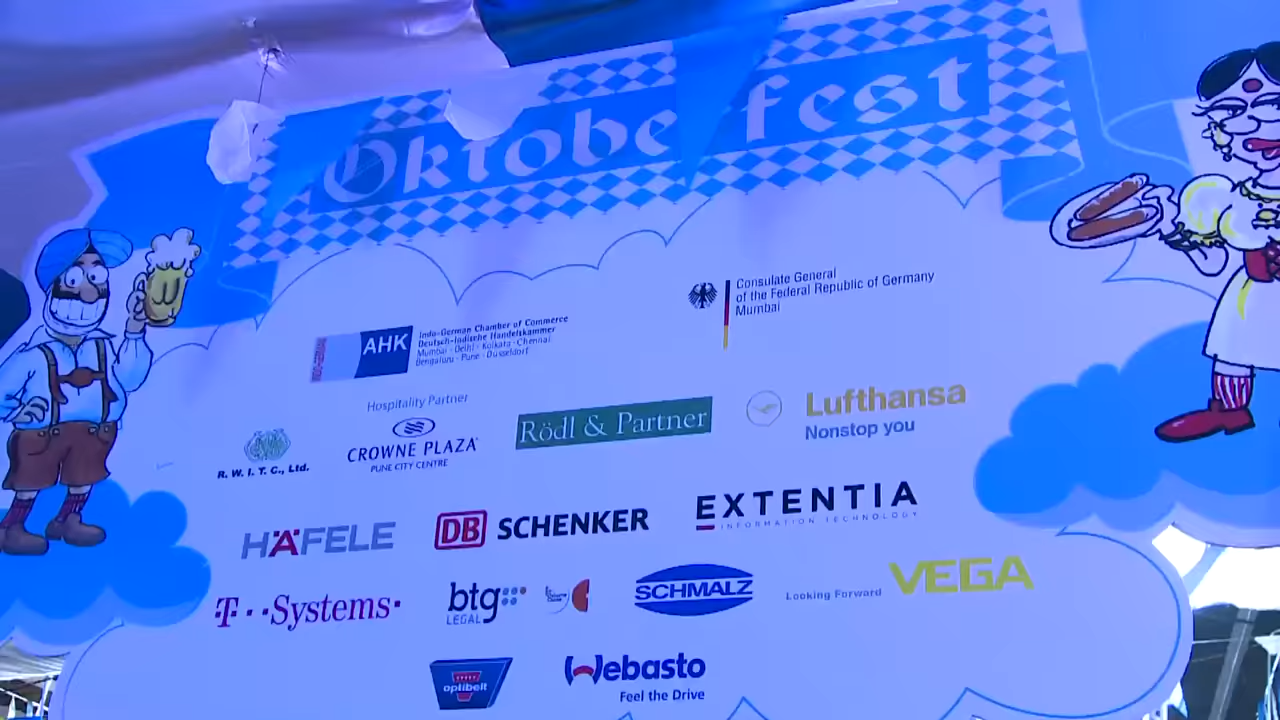 Oktobe fest
Consulate General
of the Federal Republic of Germany
Mumbai
AHK
Indo-German Chamber of Commerce
Deutsch-Indische Handelskammer
Mumbai · Delhi · Kolkata · Chennai
Bengaluru · Pune · Düsseldorf
Hospitality Partner
R. W. I. T. C., Ltd.
CROWNE PLAZA
PUNE CITY CENTRE
Rödl & Partner
Lufthansa
Nonstop you
HÄFELE
DB SCHENKER
EXTENTIA
INFORMATION TECHNOLOGY
T··Systems·
btg
LEGAL
SCHMALZ
Looking Forward VEGA
optibelt
Webasto
Feel the Drive